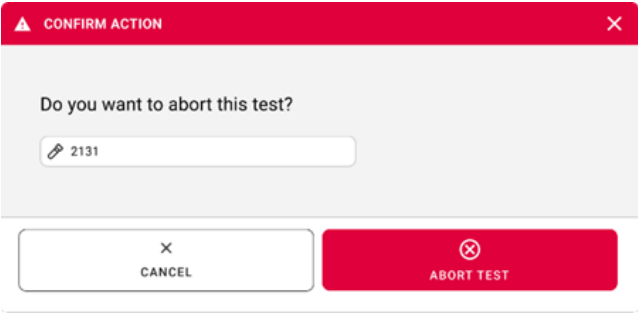 CONFIRM ACTION
Do you want to abort this test?
2131
CANCEL
ABORT TEST